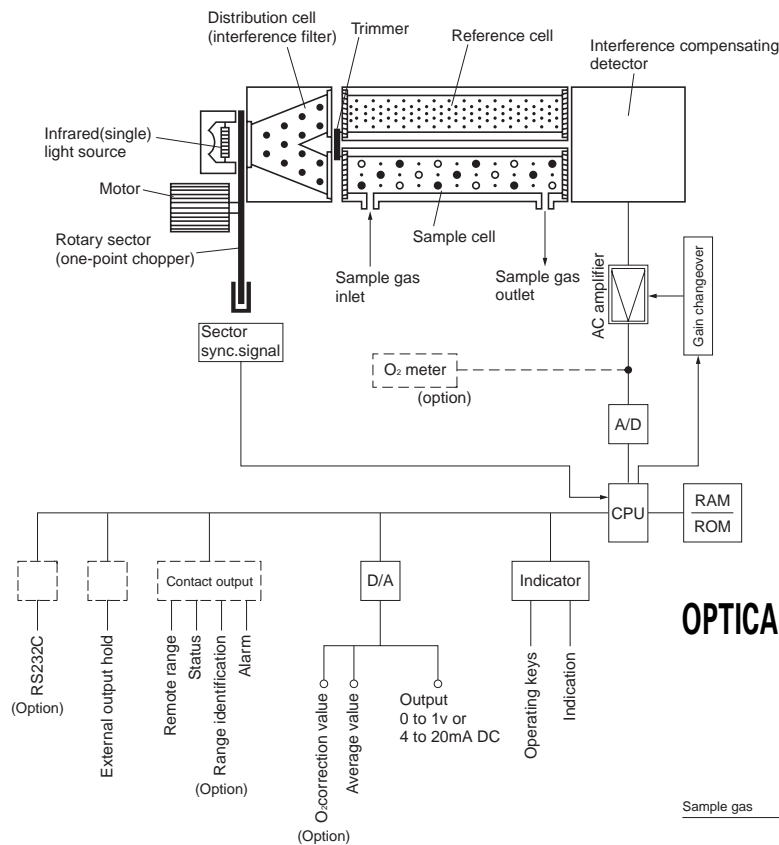 Distribution cell
(interference filter)
Trimmer
Reference cell
Interference compensating
detector
Infrared(single)
light source
Motor
Rotary sector
(one-point chopper)
Sample cell
Sample gas
inlet
Sample gas
outlet
AC amplifier
Gain changeover
Sector
sync.signal
O₂ meter
(option)
A/D
CPU
RAM
ROM
Contact output
D/A
Indicator
RS232C
(Option)
External output hold
Remote range
Status
Range identification
(Option)
Alarm
O₂correction value
(Option)
Average value
Output
0 to 1v or
4 to 20mA DC
Operating keys
Indication
OPTICA
Sample gas